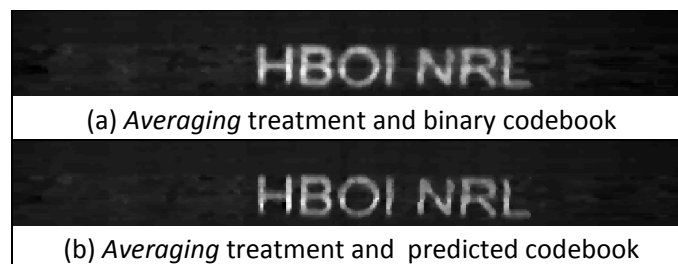 HBOI NRL
(a) Averaging treatment and binary codebook
HBOI NRL
(b) Averaging treatment and predicted codebook